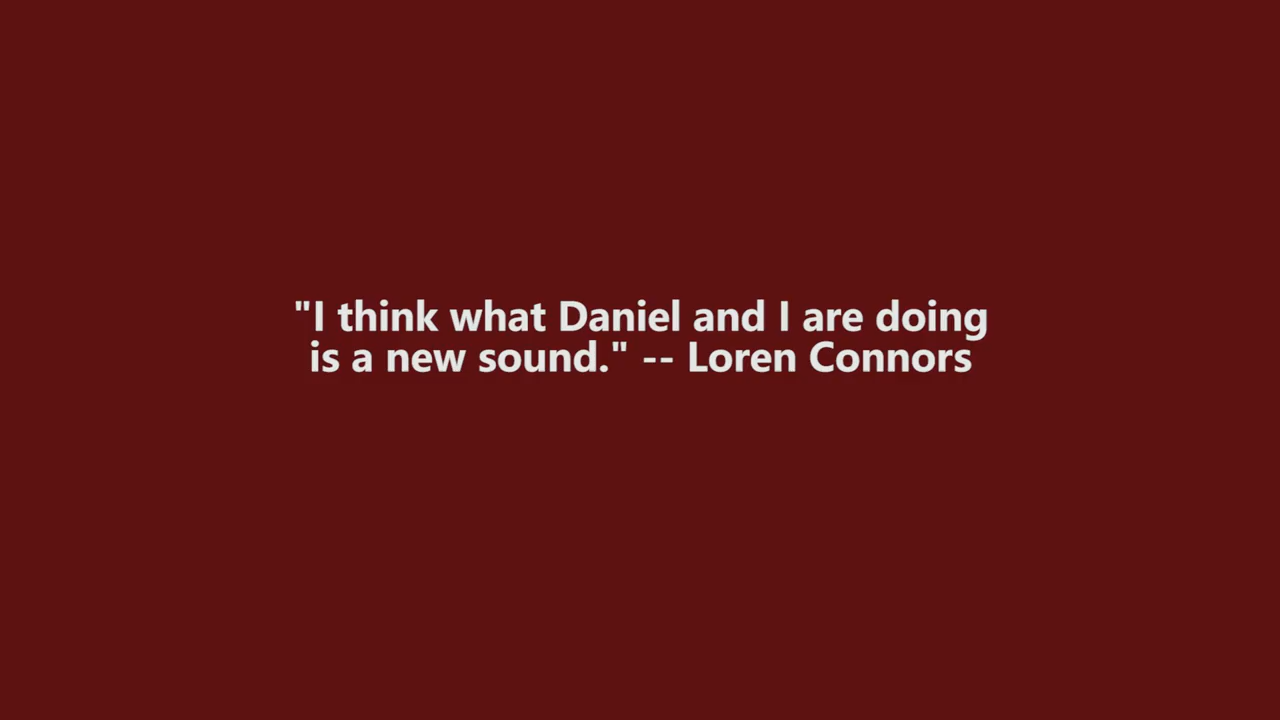 "I think what Daniel and I are doing
is a new sound." -- Loren Connors